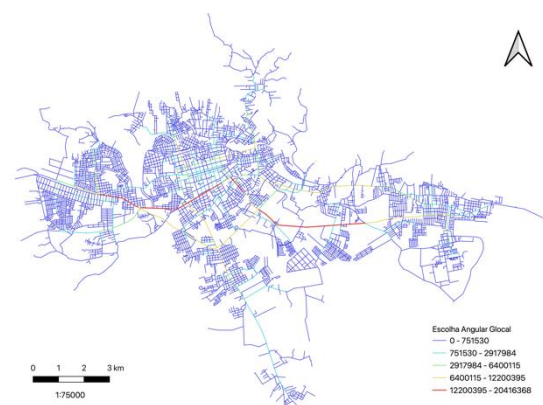 Escolha Angular Glocal
0 - 751530
751530 - 2917984
2917984 - 6400115
6400115 - 12200395
12200395 - 20416368
0 1 2 3 km
1:75000